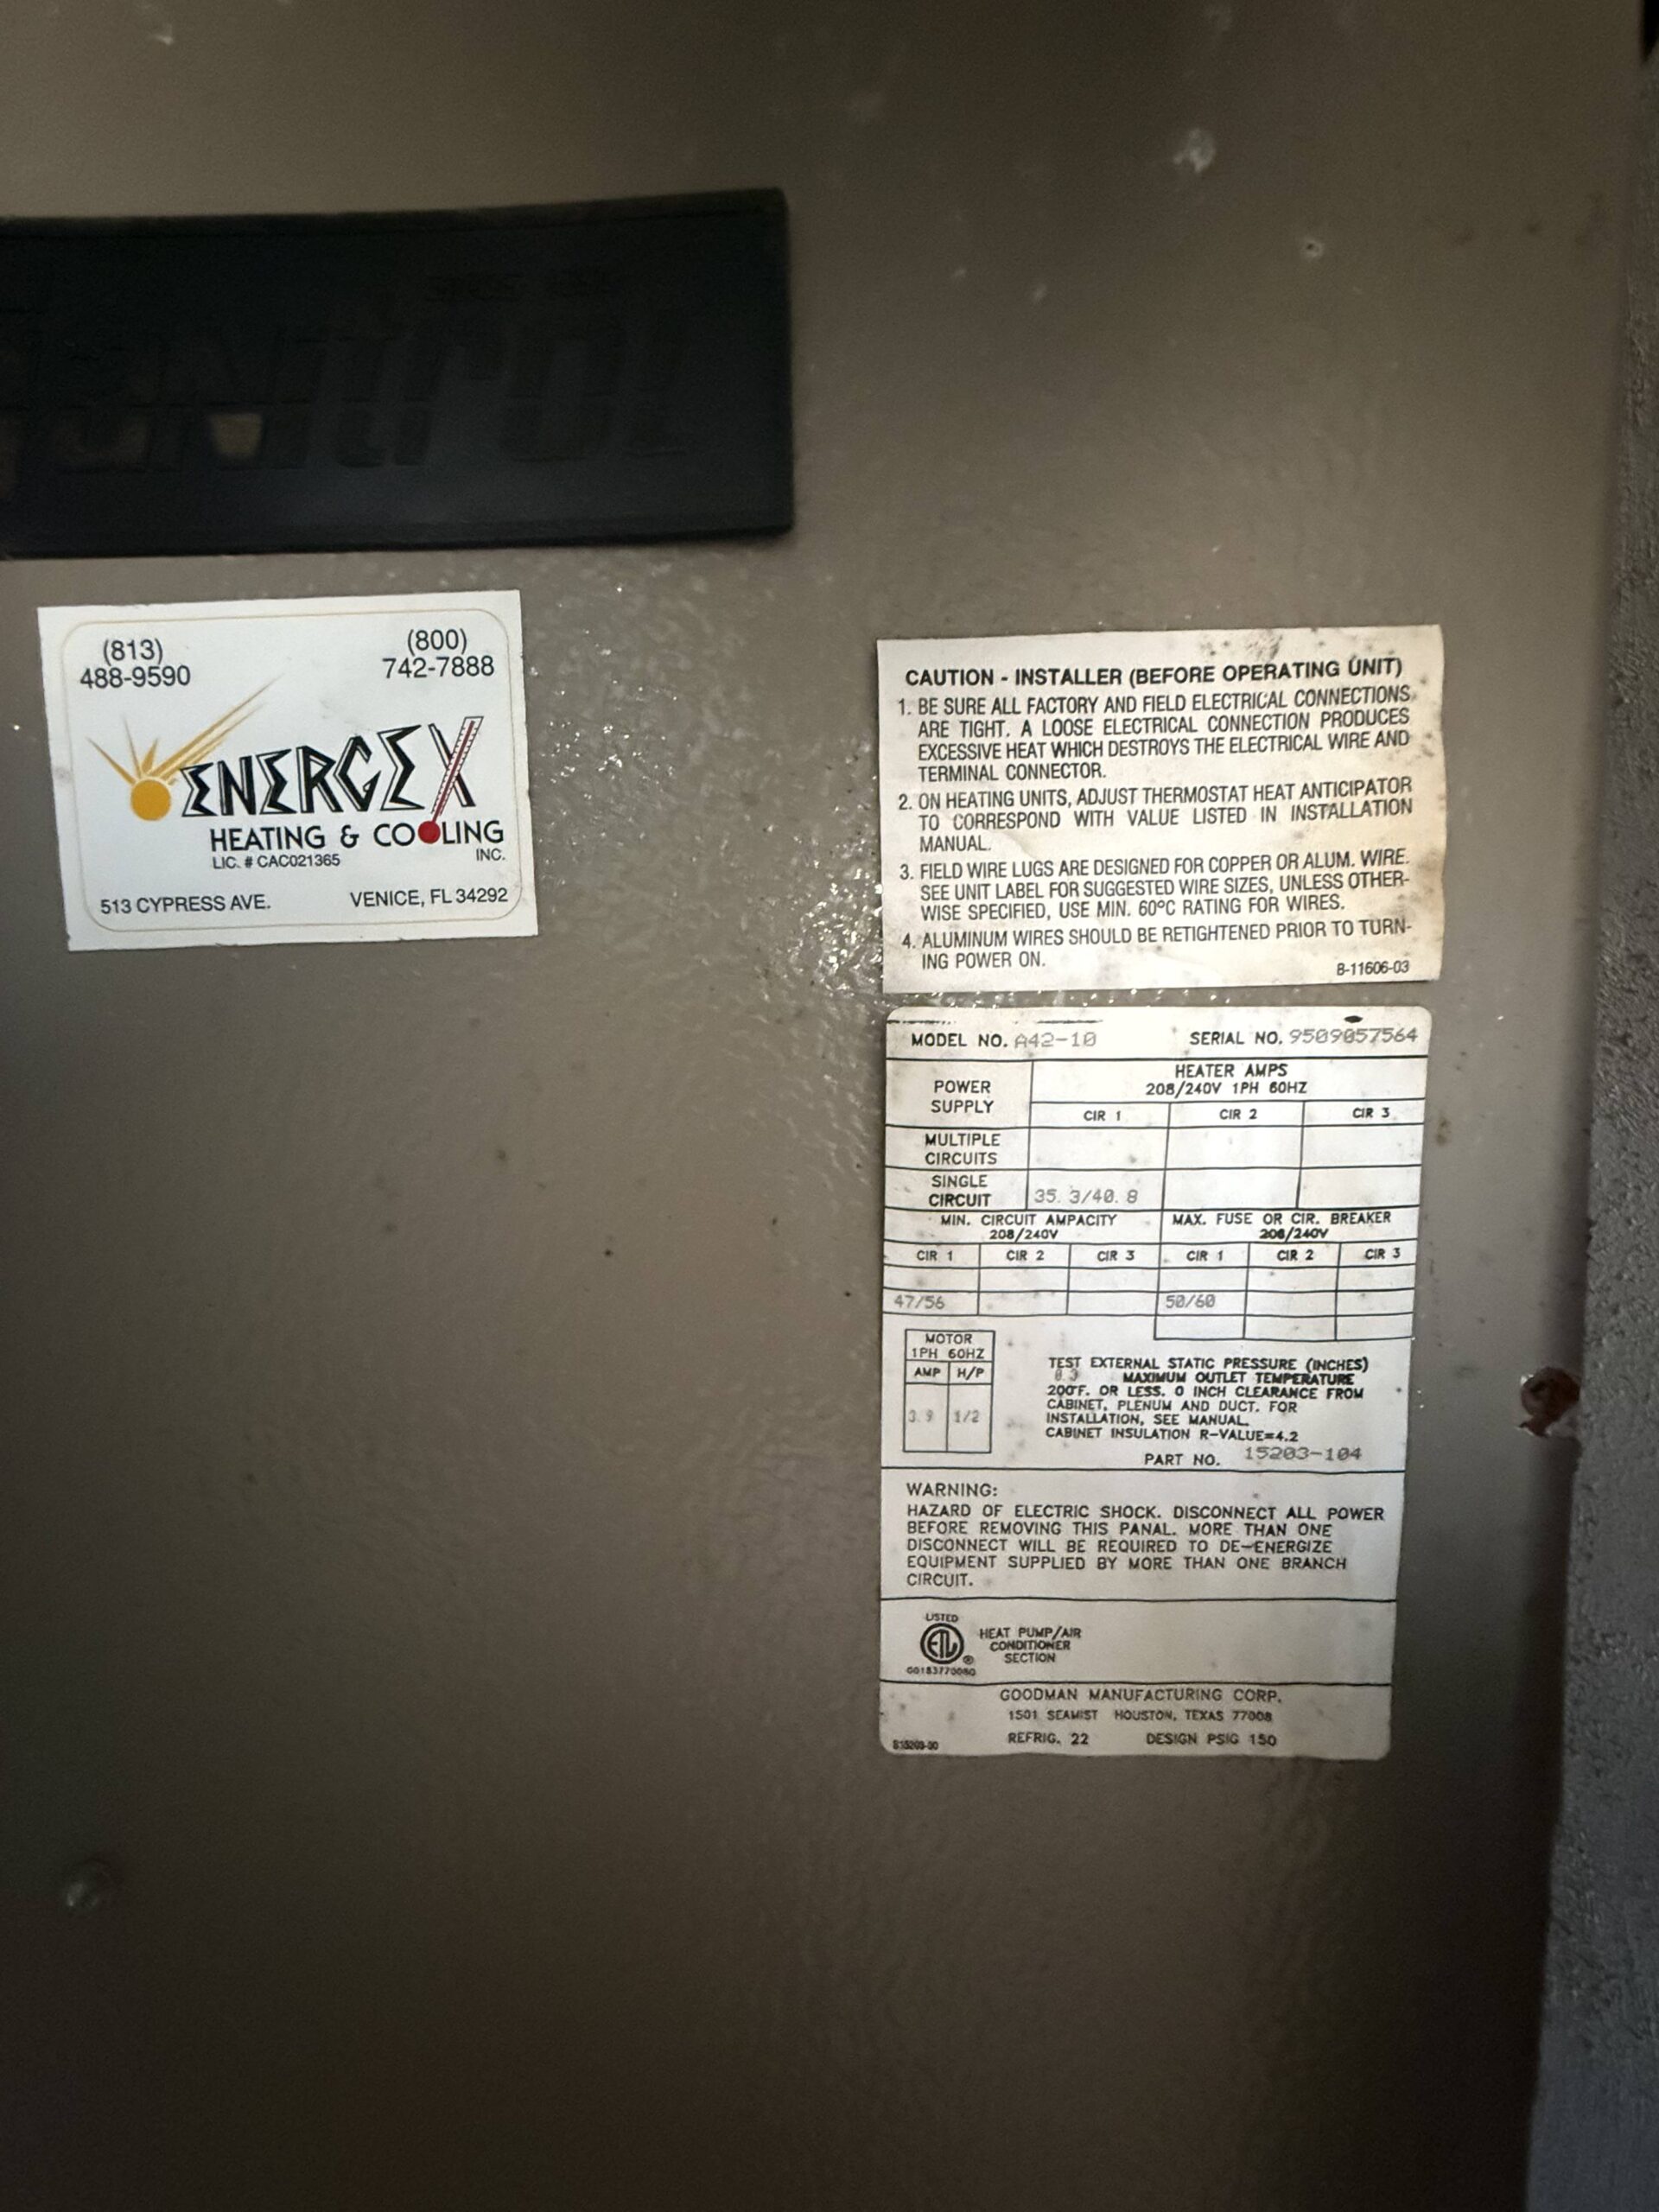 (813)
488-9590
(800)
742-7888
ENERGEX
HEATING & COOLING
INC.
LIC. # CAC021365
513 CYPRESS AVE.
VENICE, FL 34292
CAUTION - INSTALLER (BEFORE OPERATING UNIT)
1. BE SURE ALL FACTORY AND FIELD ELECTRICAL CONNECTIONS
ARE TIGHT. A LOOSE ELECTRICAL CONNECTION PRODUCES
EXCESSIVE HEAT WHICH DESTROYS THE ELECTRICAL WIRE AND
TERMINAL CONNECTOR.
2. ON HEATING UNITS, ADJUST THERMOSTAT HEAT ANTICIPATOR
TO CORRESPOND WITH VALUE LISTED IN INSTALLATION
MANUAL.
3. FIELD WIRE LUGS ARE DESIGNED FOR COPPER OR ALUM. WIRE.
SEE UNIT LABEL FOR SUGGESTED WIRE SIZES, UNLESS OTHER-
WISE SPECIFIED, USE MIN. 60°C RATING FOR WIRES.
4. ALUMINUM WIRES SHOULD BE RETIGHTENED PRIOR TO TURN-
ING POWER ON.
B-11606-03
MODEL NO. A42-10 SERIAL NO. 9509057564
POWER
SUPPLY
HEATER AMPS
208/240V 1PH 60HZ
CIR 1 CIR 2 CIR 3
MULTIPLE
CIRCUITS
SINGLE
CIRCUIT 35.3/40.8
MIN. CIRCUIT AMPACITY
208/240V
MAX. FUSE OR CIR. BREAKER
208/240V
CIR 1 CIR 2 CIR 3 CIR 1 CIR 2 CIR 3
47/56 50/60
MOTOR
1PH 60HZ
AMP H/P
3.9 1/2
TEST EXTERNAL STATIC PRESSURE (INCHES)
0.3 MAXIMUM OUTLET TEMPERATURE
200°F. OR LESS. 0 INCH CLEARANCE FROM
CABINET, PLENUM AND DUCT. FOR
INSTALLATION, SEE MANUAL.
CABINET INSULATION R-VALUE=4.2
PART NO. 15203-104
WARNING:
HAZARD OF ELECTRIC SHOCK. DISCONNECT ALL POWER
BEFORE REMOVING THIS PANAL. MORE THAN ONE
DISCONNECT WILL BE REQUIRED TO DE-ENERGIZE
EQUIPMENT SUPPLIED BY MORE THAN ONE BRANCH
CIRCUIT.
LISTED
ETL
®
HEAT PUMP/AIR
CONDITIONER
SECTION
GOODMAN MANUFACTURING CORP.
1501 SEAMIST HOUSTON, TEXAS 77008
REFRIG. 22 DESIGN PSIG 150